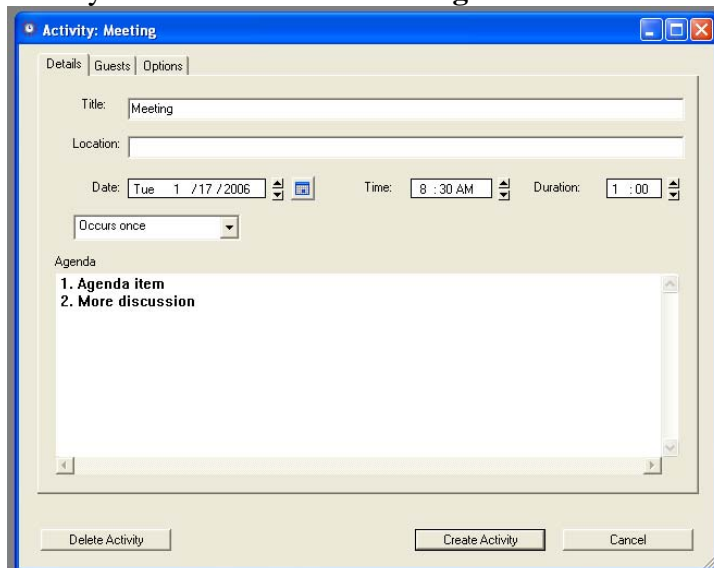 Activity: Meeting
Details Guests Options
Title: Meeting
Location:
Date: Tue 1 /17 /2006 Time: 8 :30 AM Duration: 1 :00
Occurs once
Agenda
1. Agenda item
2. More discussion
Delete Activity Create Activity Cancel